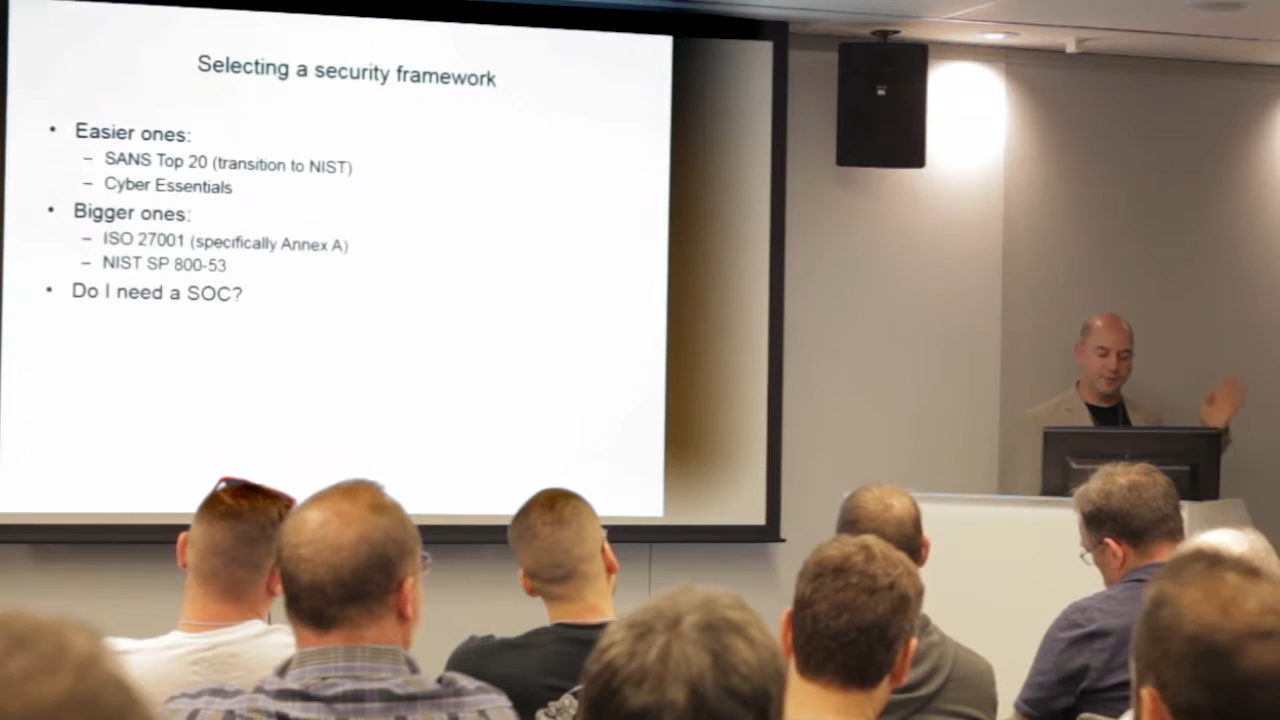 Selecting a security framework
• Easier ones:
– SANS Top 20 (transition to NIST)
– Cyber Essentials
• Bigger ones:
– ISO 27001 (specifically Annex A)
– NIST SP 800-53
• Do I need a SOC?